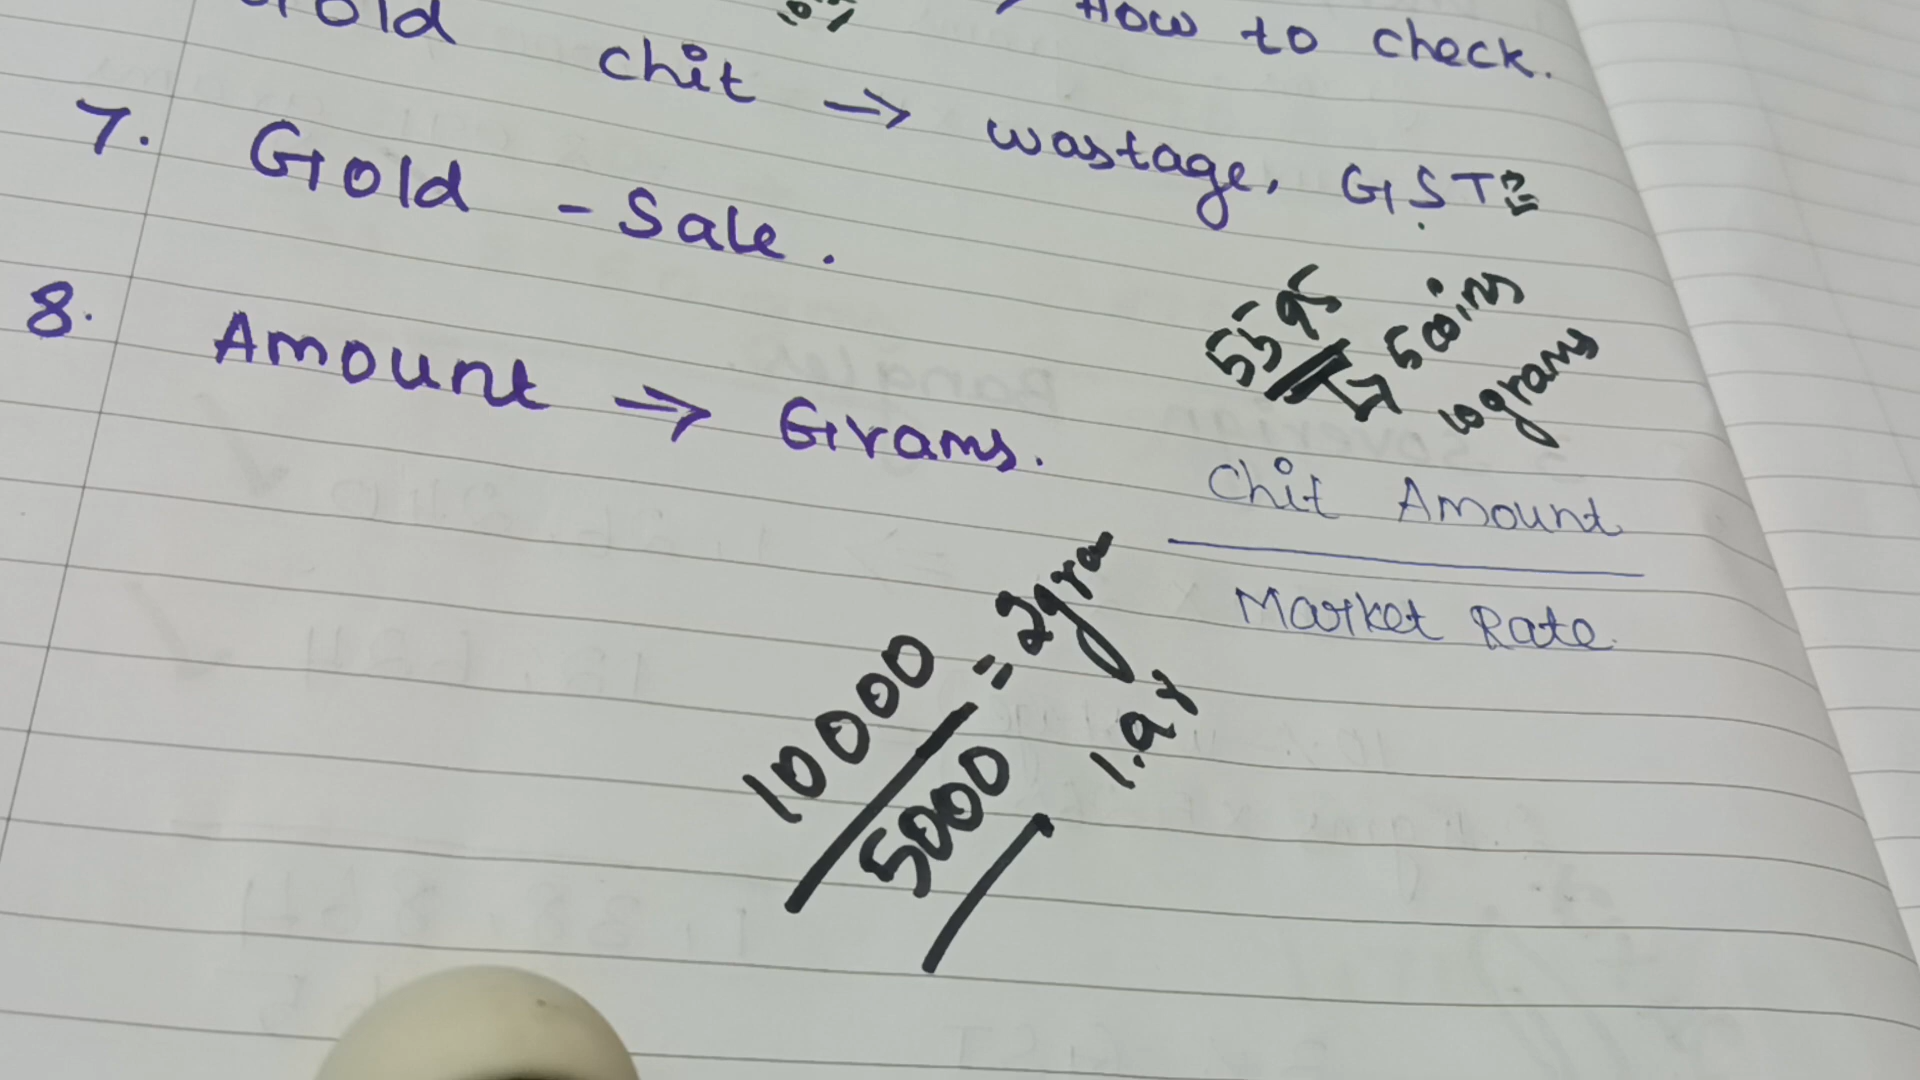 How to check.
Gold chit → wastage, GST
7. Gold - Sale.
8. Amount → Grams.
5 coins
10 grams
Chit Amount
Market Rate.
10000
5000
= 2 gra